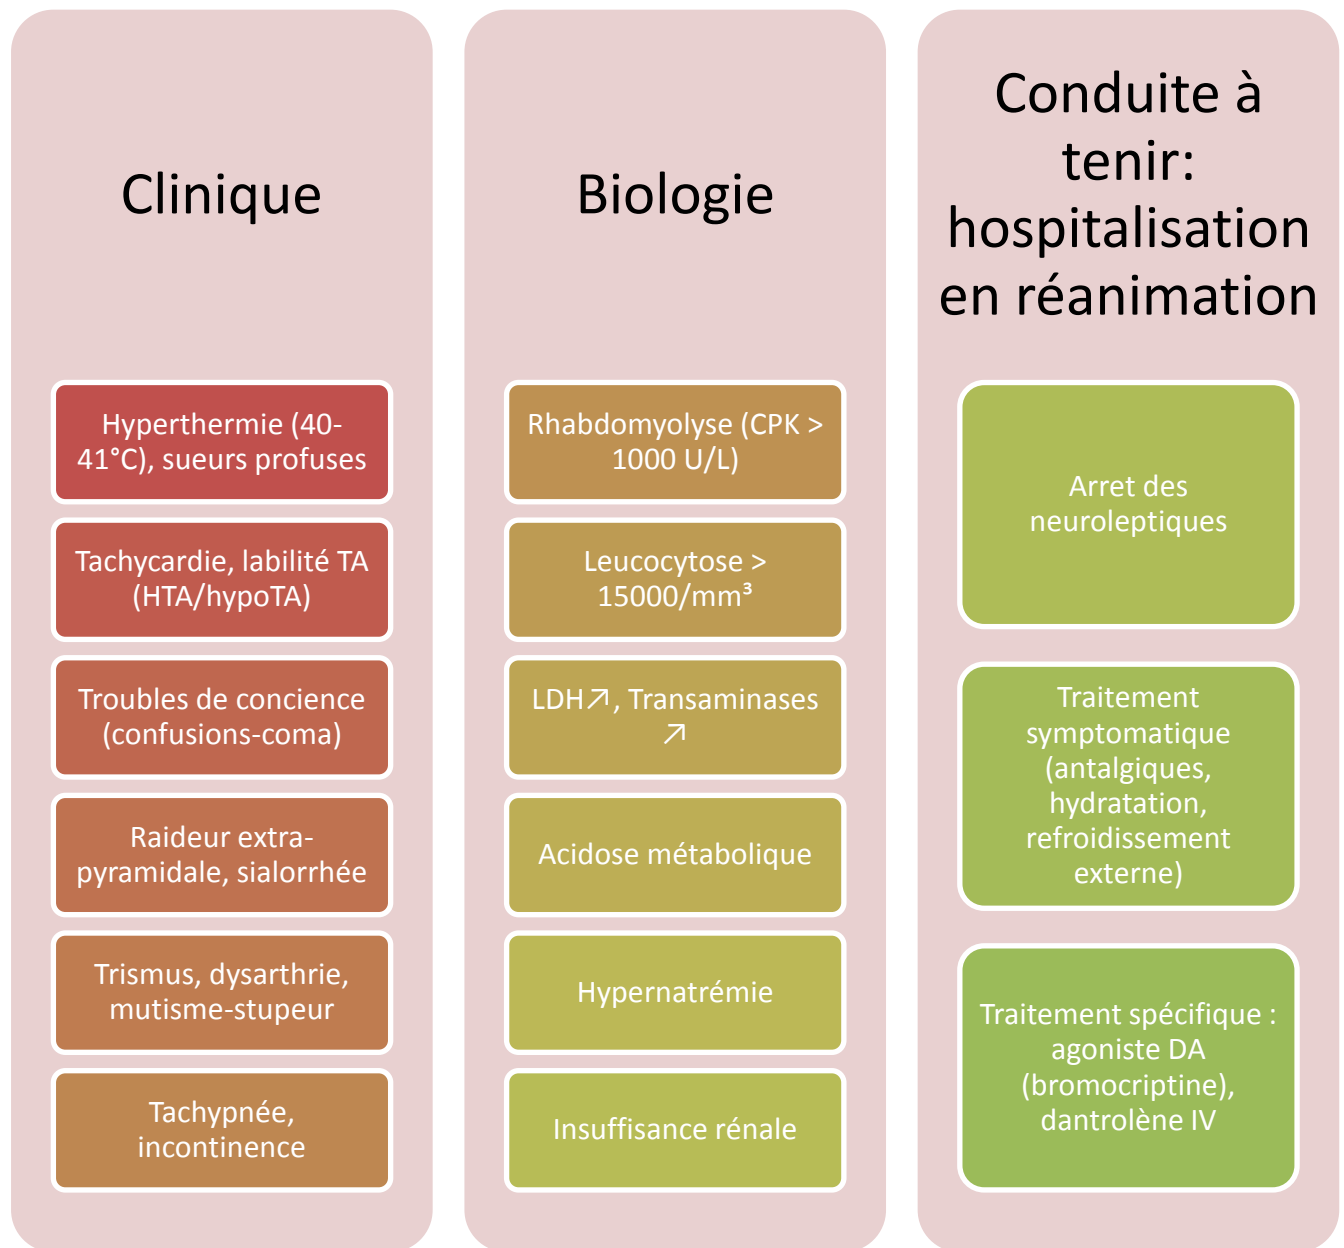 Clinique
Hyperthermie (40-
41°C), sueurs profuses
Tachycardie, labilité TA
(HTA/hypoTA)
Troubles de concience
(confusions-coma)
Raideur extra-
pyramidale, sialorrhée
Trismus, dysarthrie,
mutisme-stupeur
Tachypnée,
incontinence
Biologie
Rhabdomyolyse (CPK >
1000 U/L)
Leucocytose >
15000/mm³
LDH↗, Transaminases
↗
Acidose métabolique
Hypernatrémie
Insuffisance rénale
Conduite à
tenir:
hospitalisation
en réanimation
Arret des
neuroleptiques
Traitement
symptomatique
(antalgiques,
hydratation,
refroidissement
externe)
Traitement spécifique :
agoniste DA
(bromocriptine),
dantrolène IV